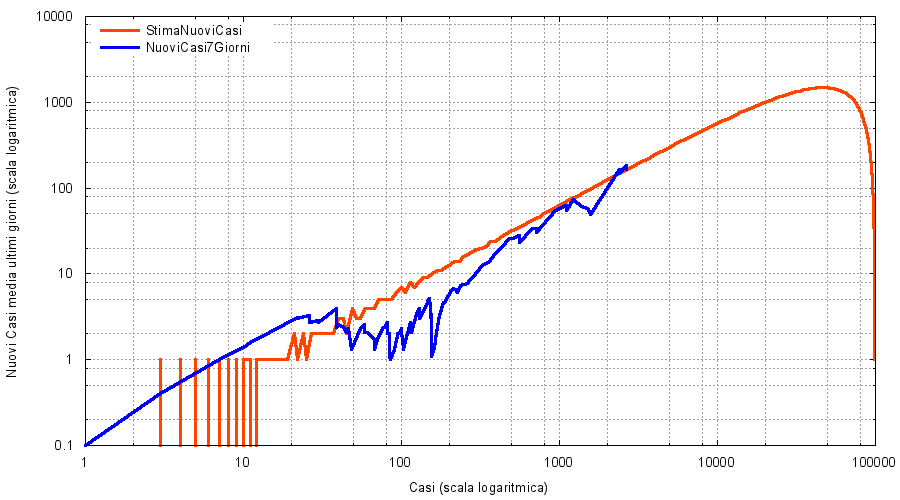 10000
StimaNuoviCasi
NuoviCasi7Giorni
1000
100
10
1
0.1
Nuovi Casi media ultimi giorni (scala logaritmica)
1 10 100 1000 10000 100000
Casi (scala logaritmica)